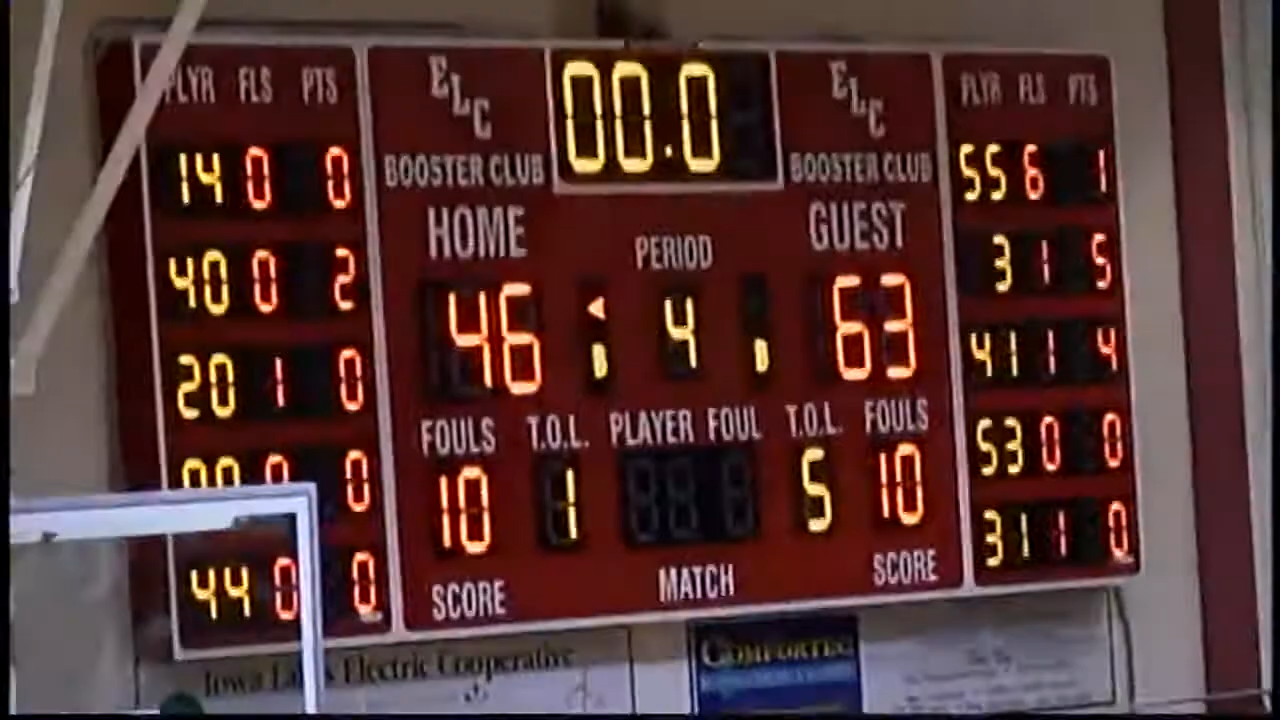 PLYR FLS PTS
14 0 0
40 0 2
20 1 0
00 0 0
44 0 0
ELC
BOOSTER CLUB
00.0
ELC
BOOSTER CLUB
HOME
PERIOD
GUEST
46
B
4
B
63
FOULS T.O.L. PLAYER FOUL T.O.L. FOULS
10 1 5 10
SCORE
MATCH
SCORE
PLYR FLS PTS
55 6 1
3 1 5
41 1 4
53 0 0
31 1 0
Iowa Lakes Electric Cooperative